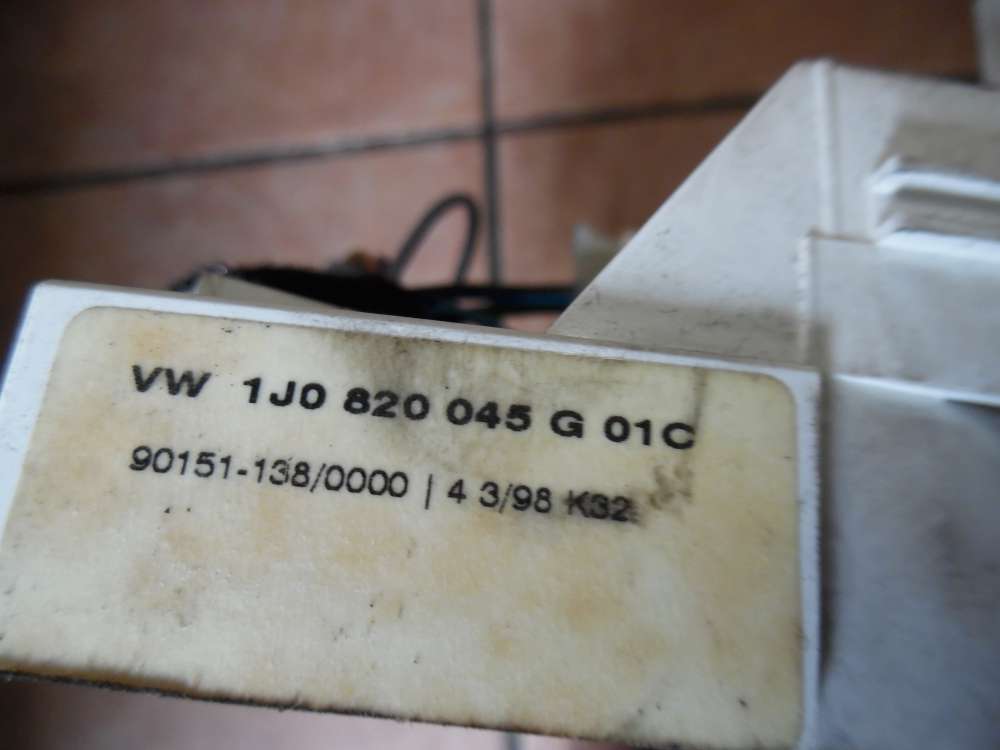 VW 1J0 820 045 G 01C
90151-138/0000 | 4 3/98 K32